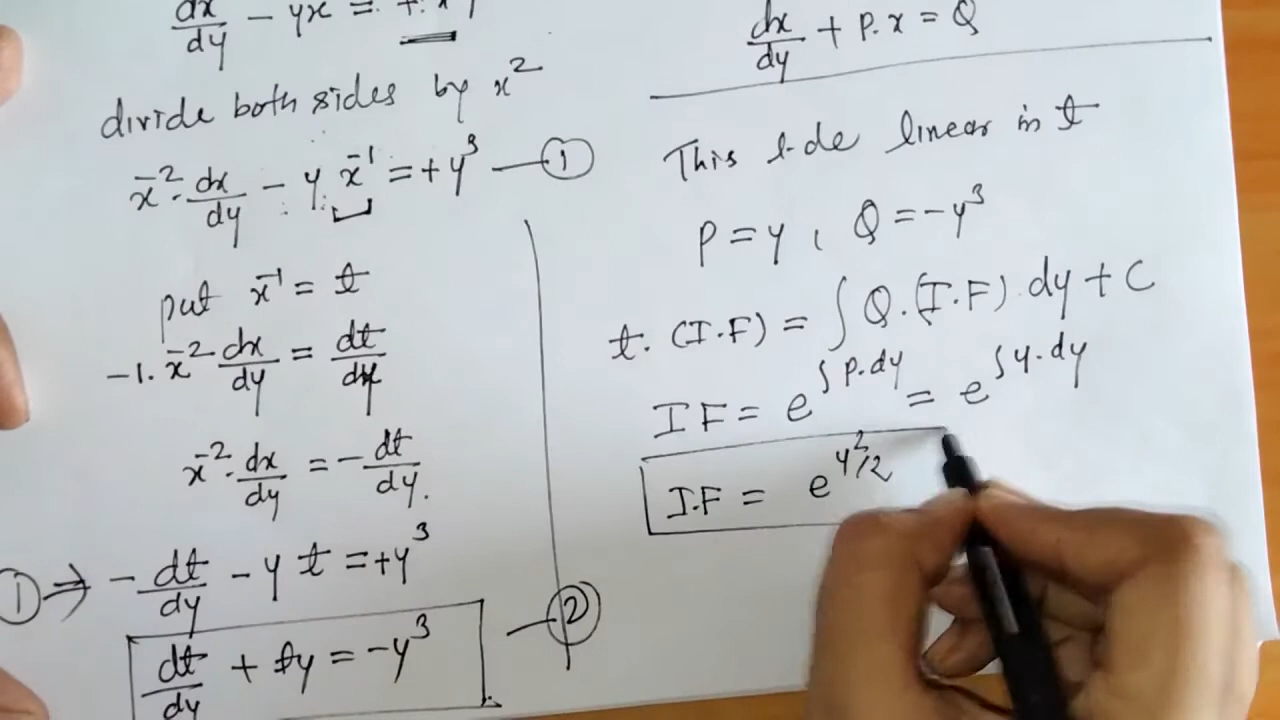 dx/dy - yx = + x
divide both sides by x²
x⁻² · dx/dy - y · x⁻¹ = +y³ — ①
put x⁻¹ = t
-1 · x⁻² dx/dy = dt/dy
x⁻² · dx/dy = - dt/dy.
① ⇒ - dt/dy - y t = +y³
dt/dy + ty = -y³ — ②
dx/dy + P. x = Q
This l-de linear in t
P = y , Q = -y³
t. (I.F) = ∫ Q. (I.F) dy + C
I F = e^∫P.dy = e^∫y.dy
I.F = e^y²/2